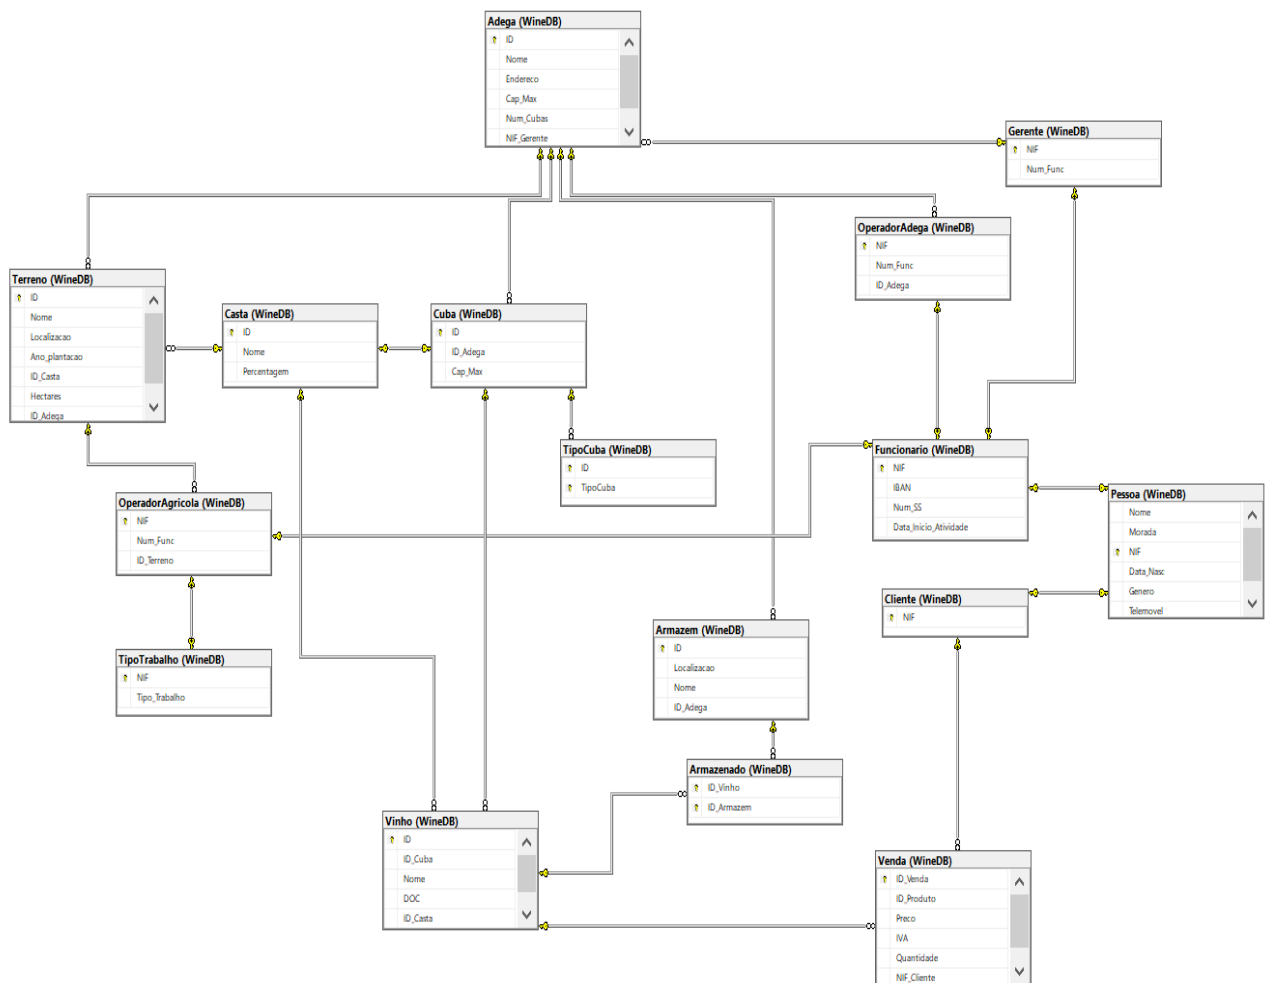 Adega (WineDB)
ID
Nome
Endereco
Cap_Max
Num_Cubas
NIF_Gerente
Gerente (WineDB)
NIF
Num_Func
OperadorAdega (WineDB)
NIF
Num_Func
ID_Adega
Terreno (WineDB)
ID
Nome
Localizacao
Ano_plantacao
ID_Casta
Hectares
ID_Adega
Casta (WineDB)
ID
Nome
Percentagem
Cuba (WineDB)
ID
ID_Adega
Cap_Max
TipoCuba (WineDB)
ID
TipoCuba
Funcionario (WineDB)
NIF
IBAN
Num_SS
Data_Inicio_Atividade
Pessoa (WineDB)
Nome
Morada
NIF
Data_Nasc
Genero
Telemovel
OperadorAgricola (WineDB)
NIF
Num_Func
ID_Terreno
Cliente (WineDB)
NIF
TipoTrabalho (WineDB)
NIF
Tipo_Trabalho
Armazem (WineDB)
ID
Localizacao
Nome
ID_Adega
Armazenado (WineDB)
ID_Vinho
ID_Armazem
Vinho (WineDB)
ID
ID_Cuba
Nome
DOC
ID_Casta
Venda (WineDB)
ID_Venda
ID_Produto
Preco
IVA
Quantidade
NIF_Cliente